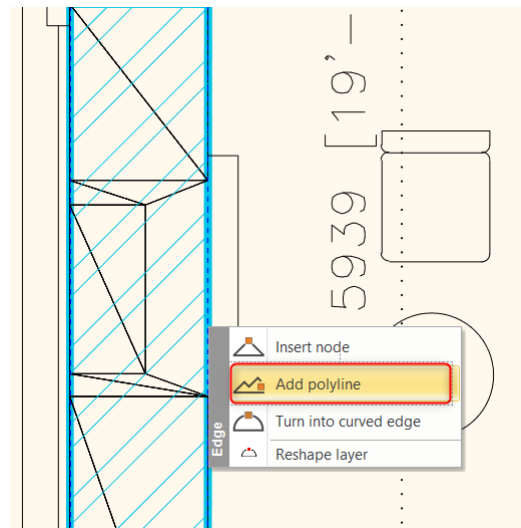 5939 [19'–
Insert node
Add polyline
Turn into curved edge
Reshape layer
Edge